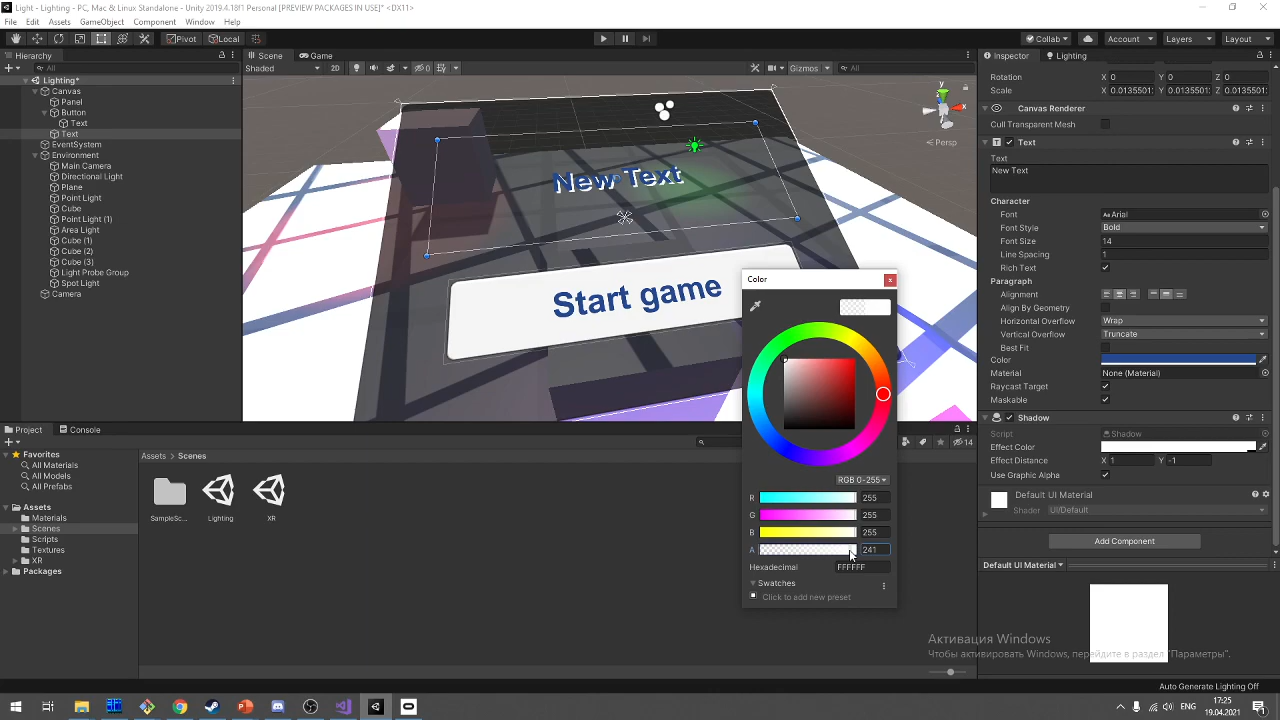 Light - Lighting - PC, Mac & Linux Standalone - Unity 2019.4.18f1 Personal [PREVIEW PACKAGES IN USE]* <DX11>
File Edit Assets GameObject Component Window Help
Pivot Local Collab Account Layers Layout
Hierarchy
All
Lighting*
Canvas
Panel
Button
Text
Text
EventSystem
Environment
Main Camera
Directional Light
Plane
Point Light
Cube
Point Light (1)
Area Light
Cube (1)
Cube (2)
Cube (3)
Light Probe Group
Spot Light
Camera
Scene Game
Shaded 2D 0 Gizmos All
Persp
y
x
New Text
Start game
Color
RGB 0-255
R 255
G 255
B 255
A 241
Hexadecimal FFFFFF
Swatches
Click to add new preset
Inspector Lighting
Rotation X 0 Y 0 Z 0
Scale X 0.01355012 Y 0.01355012 Z 0.01355012
Canvas Renderer
Cull Transparent Mesh
Text
Text
New Text
Character
Font Arial
Font Style Bold
Font Size 14
Line Spacing 1
Rich Text
Paragraph
Alignment
Align By Geometry
Horizontal Overflow Wrap
Vertical Overflow Truncate
Best Fit
Color
Material None (Material)
Raycast Target
Maskable
Shadow
Script Shadow
Effect Color
Effect Distance X 1 Y -1
Use Graphic Alpha
Default UI Material
Shader UI/Default
Add Component
Default UI Material
Project Console
14
Favorites
All Materials
All Models
All Prefabs
Assets
Materials
Scenes
Scripts
Textures
XR
Packages
Assets > Scenes
SampleSc... Lighting XR
Активация Windows
Чтобы активировать Windows, перейдите в раздел "Параметры".
Auto Generate Lighting Off
17:25
19.04.2021